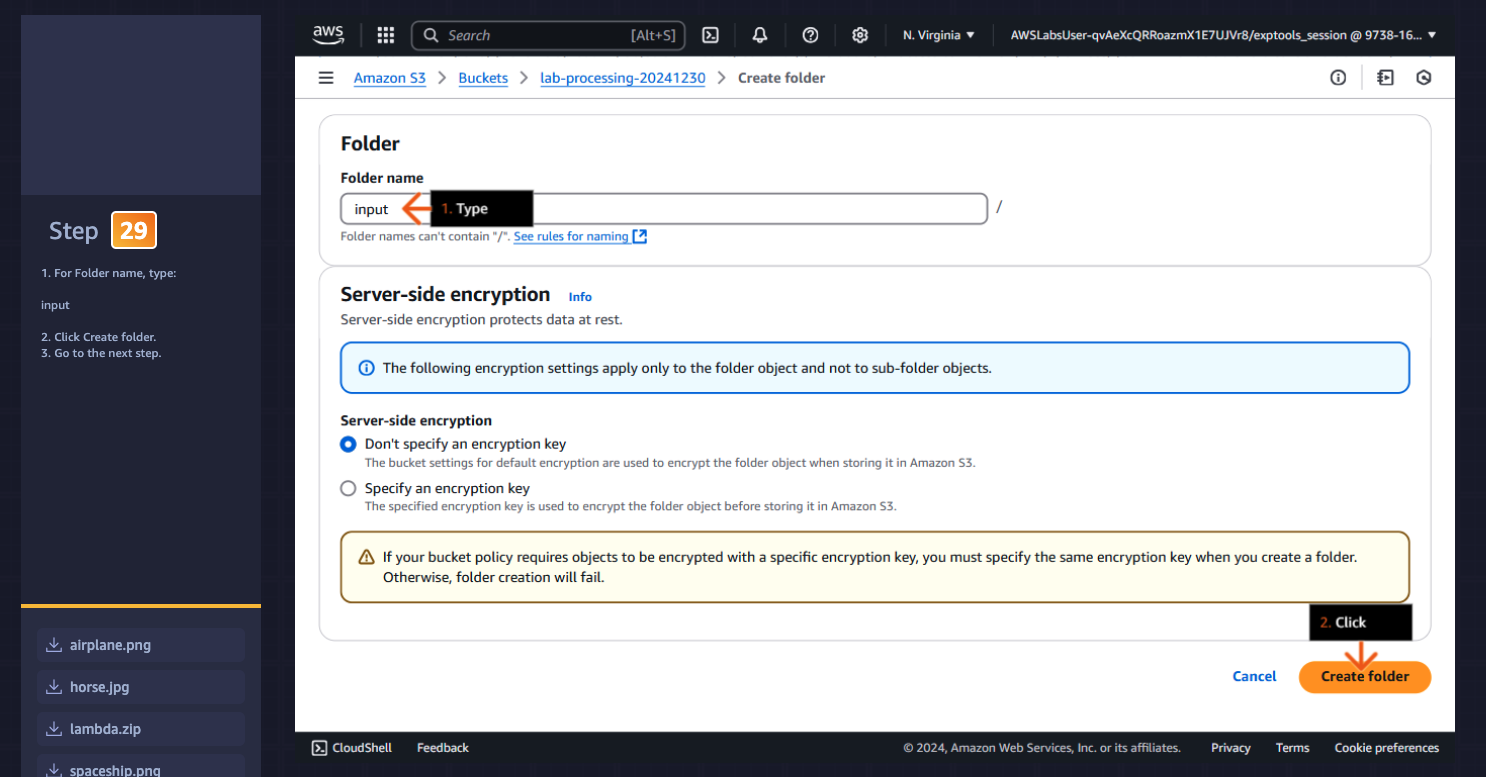 Step 29
1. For Folder name, type:
input
2. Click Create folder.
3. Go to the next step.
airplane.png
horse.jpg
lambda.zip
spaceship.png
aws
Search [Alt+S]
N. Virginia
AWSLabsUser-qvAeXcQRRoazmX1E7UJVr8/exptools_session @ 9738-16...
Amazon S3 > Buckets > lab-processing-20241230 > Create folder
Folder
Folder name
input
1. Type
/
Folder names can't contain "/". See rules for naming
Server-side encryption Info
Server-side encryption protects data at rest.
The following encryption settings apply only to the folder object and not to sub-folder objects.
Server-side encryption
Don't specify an encryption key
The bucket settings for default encryption are used to encrypt the folder object when storing it in Amazon S3.
Specify an encryption key
The specified encryption key is used to encrypt the folder object before storing it in Amazon S3.
If your bucket policy requires objects to be encrypted with a specific encryption key, you must specify the same encryption key when you create a folder.
Otherwise, folder creation will fail.
2. Click
Cancel
Create folder
CloudShell Feedback
© 2024, Amazon Web Services, Inc. or its affiliates. Privacy Terms Cookie preferences